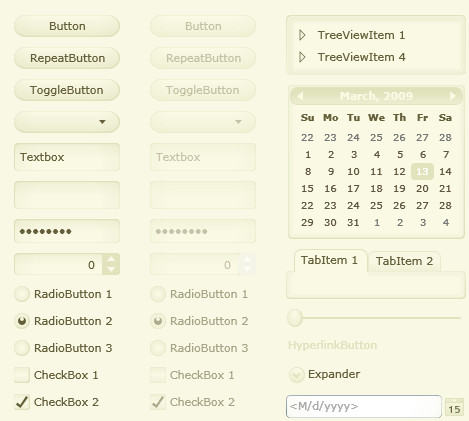 Button
RepeatButton
ToggleButton
Textbox
0
RadioButton 1
RadioButton 2
RadioButton 3
CheckBox 1
CheckBox 2
Button
RepeatButton
ToggleButton
Textbox
0
RadioButton 1
RadioButton 2
RadioButton 3
CheckBox 1
CheckBox 2
TreeViewItem 1
TreeViewItem 4
March, 2009
Su Mo Tu We Th Fr Sa
22 23 24 25 26 27 28
1 2 3 4 5 6 7
8 9 10 11 12 13 14
15 16 17 18 19 20 21
22 23 24 25 26 27 28
29 30 31 1 2 3 4
TabItem 1 TabItem 2
HyperlinkButton
Expander
<M/d/yyyy> 15